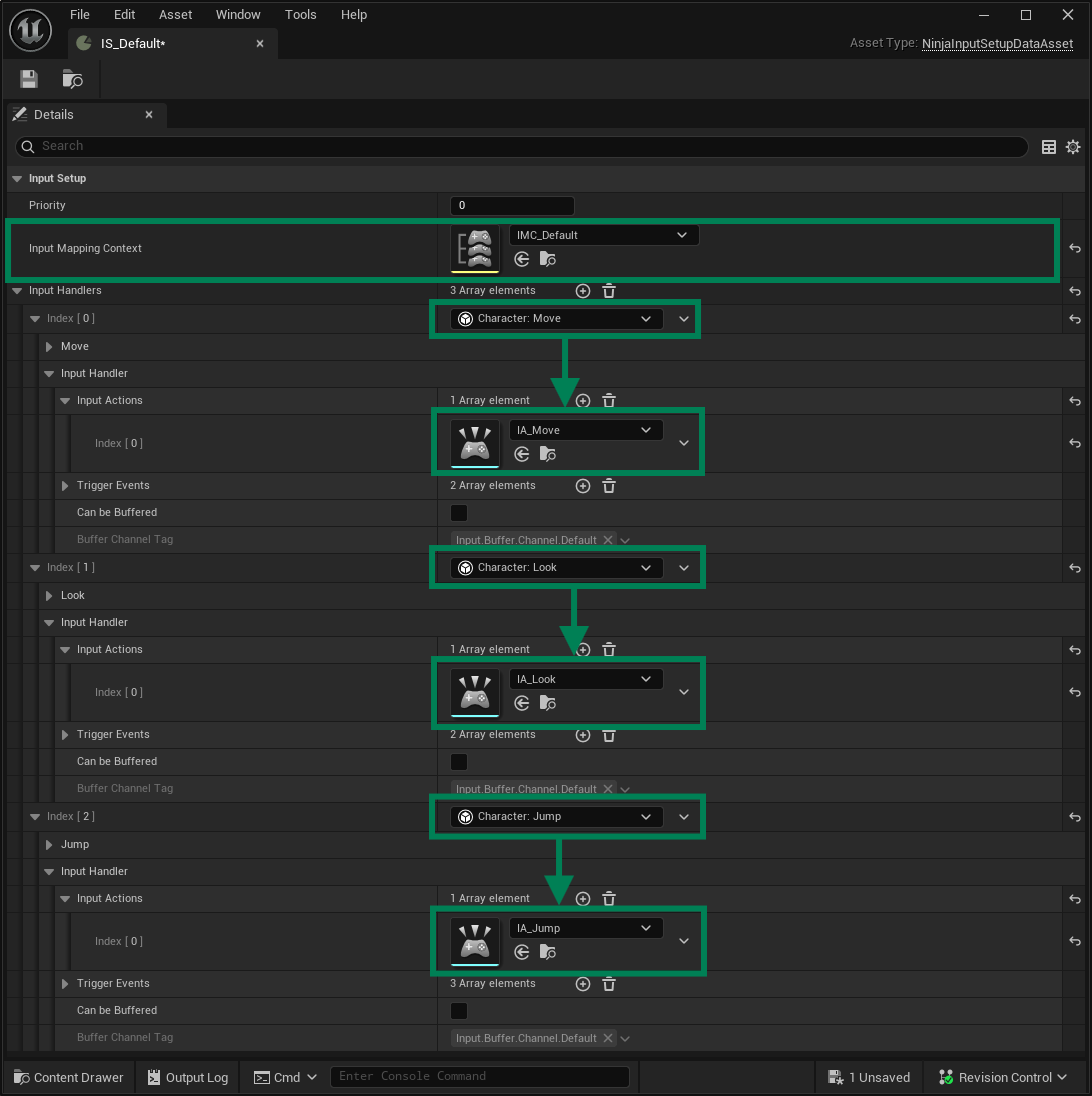 File Edit Asset Window Tools Help
IS_Default*
Asset Type: NinjaInputSetupDataAsset
Details
Search
Input Setup
Priority 0
Input Mapping Context IMC_Default
Input Handlers 3 Array elements
Index [ 0 ] Character: Move
Move
Input Handler
Input Actions 1 Array element
Index [ 0 ] IA_Move
Trigger Events 2 Array elements
Can be Buffered
Buffer Channel Tag Input.Buffer.Channel.Default
Index [ 1 ] Character: Look
Look
Input Handler
Input Actions 1 Array element
Index [ 0 ] IA_Look
Trigger Events 2 Array elements
Can be Buffered
Buffer Channel Tag Input.Buffer.Channel.Default
Index [ 2 ] Character: Jump
Jump
Input Handler
Input Actions 1 Array element
Index [ 0 ] IA_Jump
Trigger Events 3 Array elements
Can be Buffered
Buffer Channel Tag Input.Buffer.Channel.Default
Content Drawer Output Log Cmd Enter Console Command 1 Unsaved Revision Control